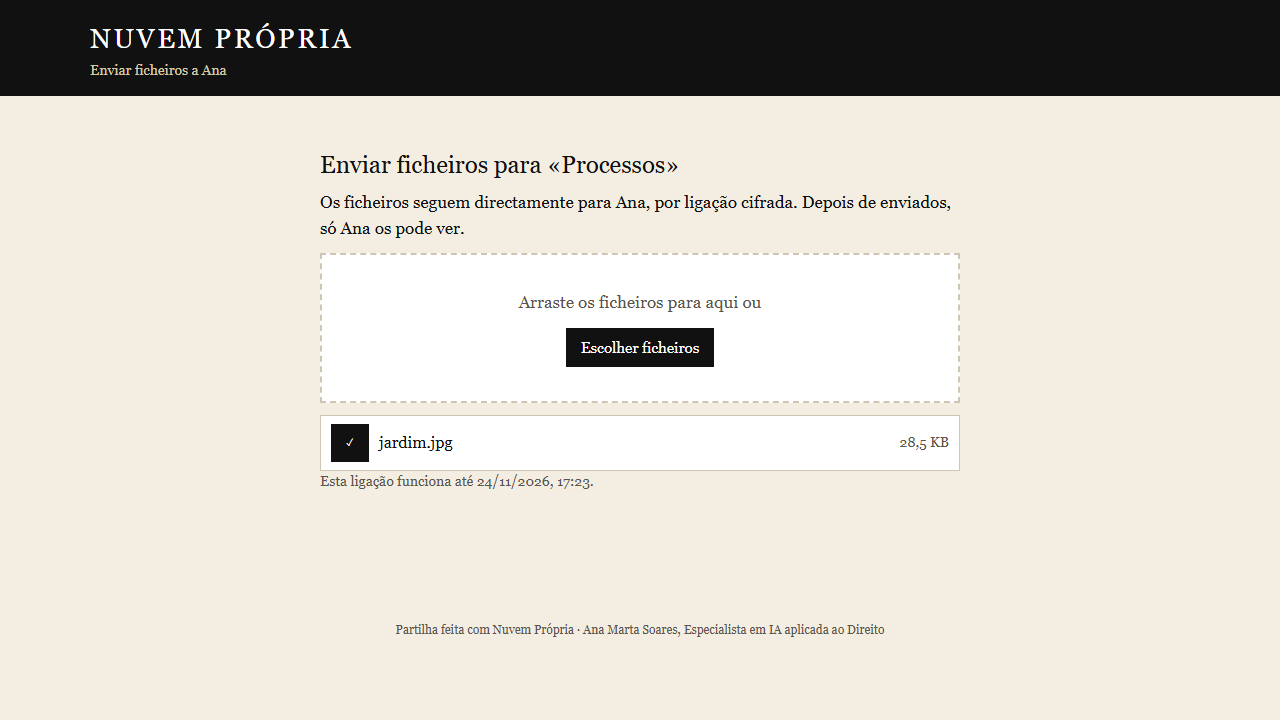 NUVEM PRÓPRIA
Enviar ficheiros a Ana
Enviar ficheiros para «Processos»
Os ficheiros seguem directamente para Ana, por ligação cifrada. Depois de enviados,
só Ana os pode ver.
Arraste os ficheiros para aqui ou
Escolher ficheiros
✓ jardim.jpg 28,5 KB
Esta ligação funciona até 24/11/2026, 17:23.
Partilha feita com Nuvem Própria · Ana Marta Soares, Especialista em IA aplicada ao Direito